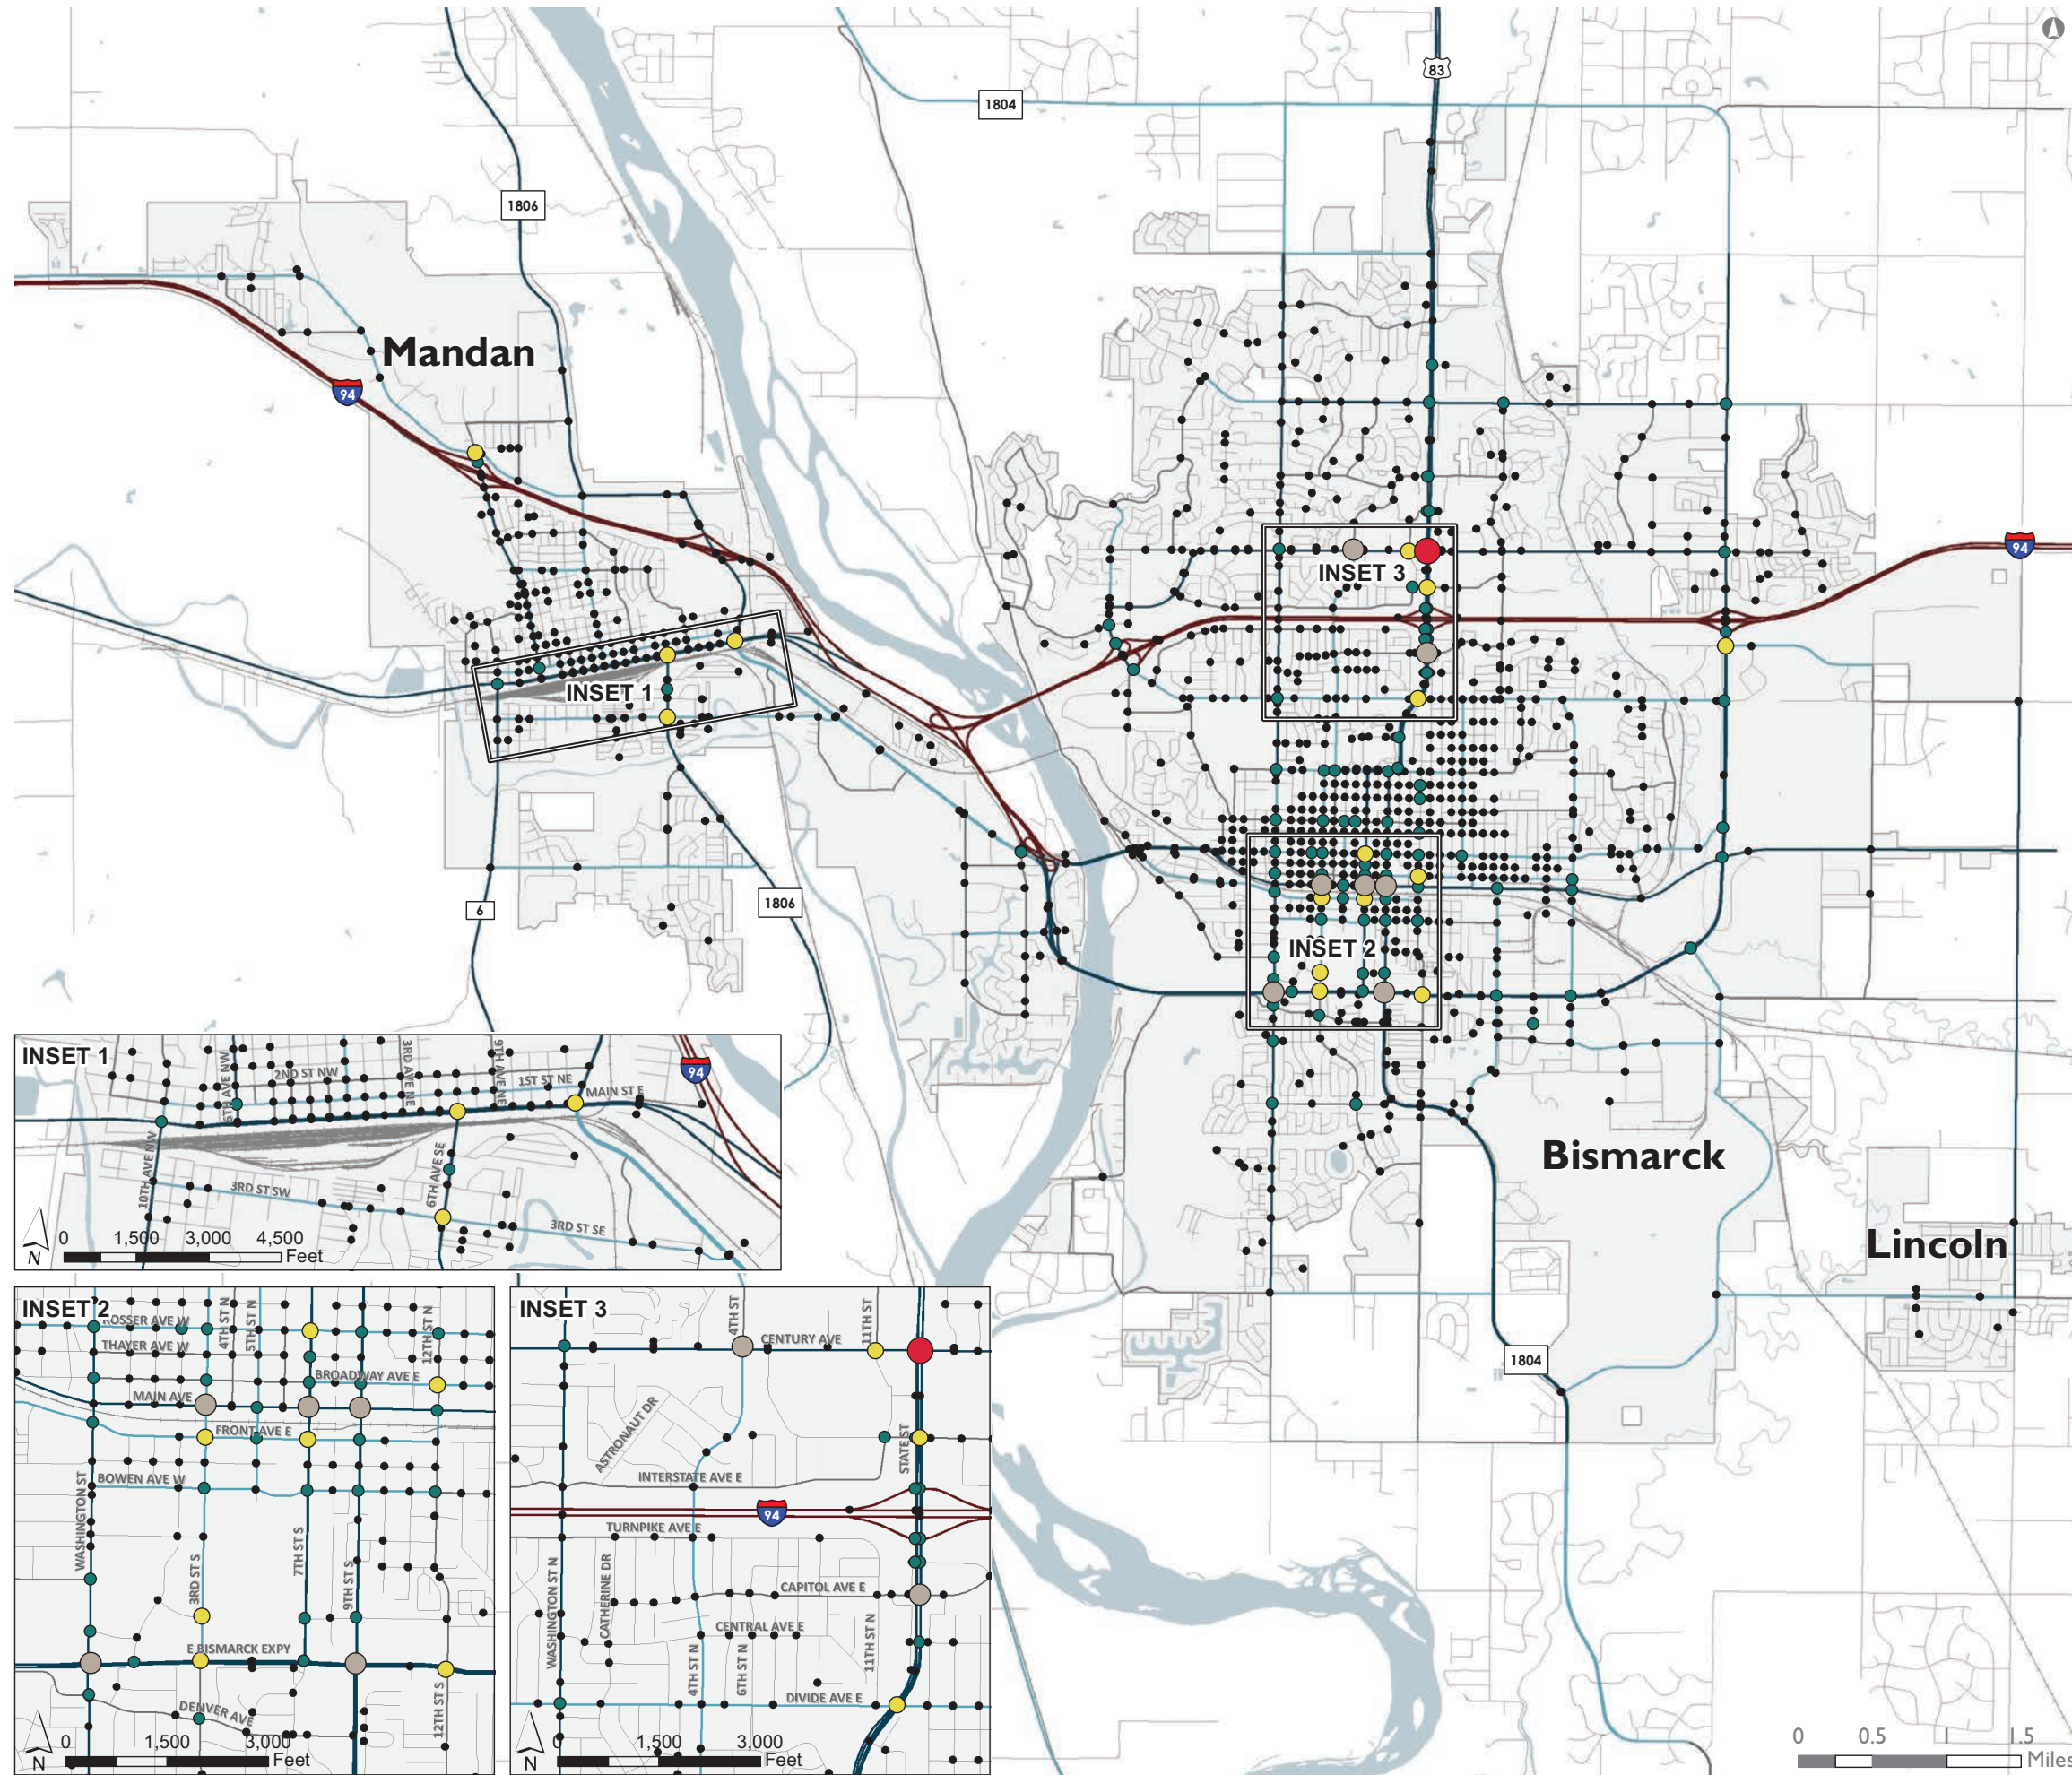 83
1804
1806
Mandan
94
94
INSET 3
INSET 1
6
1806
INSET 2
Bismarck
Lincoln
1804
0 0.5 1.5
Miles
INSET 1
6TH AVE NW
2ND ST NW
3RD AVE NE
9TH AVE NE
1ST ST NE
MAIN ST E
94
10TH AVE NW
3RD ST SW
6TH AVE SE
3RD ST SE
N
0 1,500 3,000 4,500
Feet
INSET 2
ROSSER AVE W
4TH ST N
5TH ST N
12TH ST N
THAYER AVE W
BROADWAY AVE E
MAIN AVE
FRONT AVE E
BOWEN AVE W
WASHINGTON ST
3RD ST S
7TH ST S
9TH ST S
E BISMARCK EXPY
DENVER AVE
12TH ST S
N
0 1,500 3,000
Feet
INSET 3
4TH ST
CENTURY AVE
11TH ST
ASTRONAUT DR
STATE ST
INTERSTATE AVE E
94
TURNPIKE AVE E
WASHINGTON ST N
CATHERINE DR
CAPITOL AVE E
CENTRAL AVE E
4TH ST N
6TH ST N
11TH ST N
DIVIDE AVE E
N
0 1,500 3,000
Feet